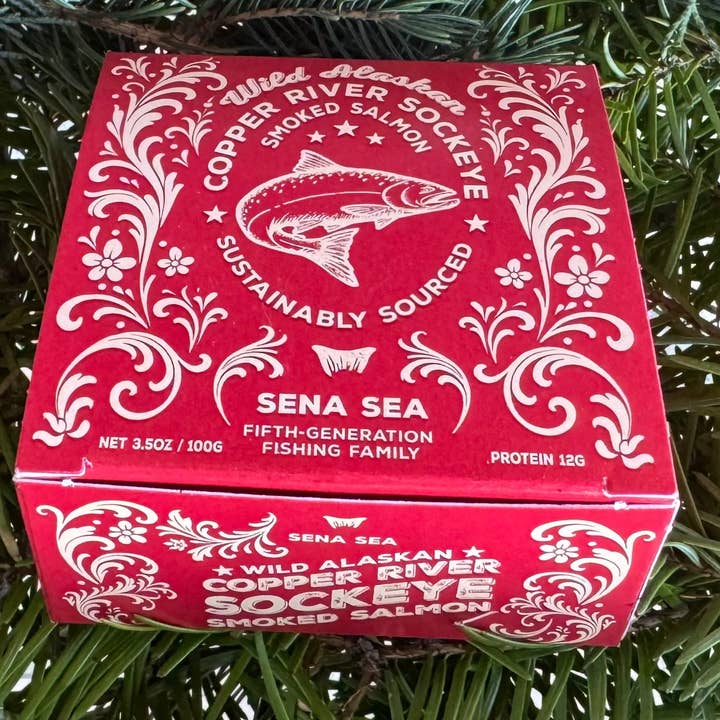 Wild Alaskan
COPPER RIVER SOCKEYE
SMOKED SALMON
SUSTAINABLY SOURCED
SENA SEA
FIFTH-GENERATION
FISHING FAMILY
NET 3.5OZ / 100G
PROTEIN 12G
SENA SEA
WILD ALASKAN
COPPER RIVER
SOCKEYE
SMOKED SALMON